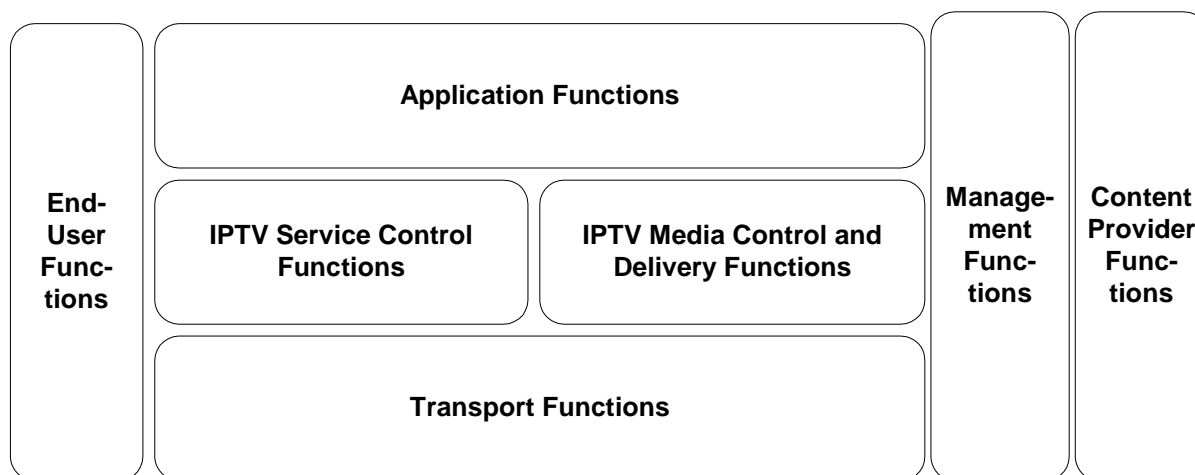 Application Functions
End-
User
Func-
tions
IPTV Service Control
Functions
IPTV Media Control and
Delivery Functions
Manage-
ment
Func-
tions
Content
Provider
Func-
tions
Transport Functions